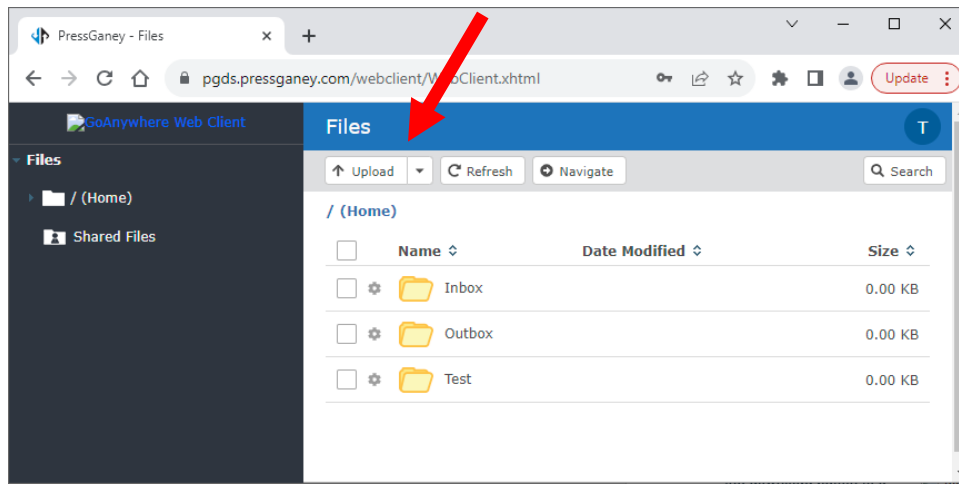 PressGaney - Files
pgds.pressganey.com/webclient/WebClient.xhtml
Update
GoAnywhere Web Client
Files
T
Files
Upload
Refresh
Navigate
Search
/ (Home)
/ (Home)
Shared Files
Name
Date Modified
Size
Inbox
0.00 KB
Outbox
0.00 KB
Test
0.00 KB